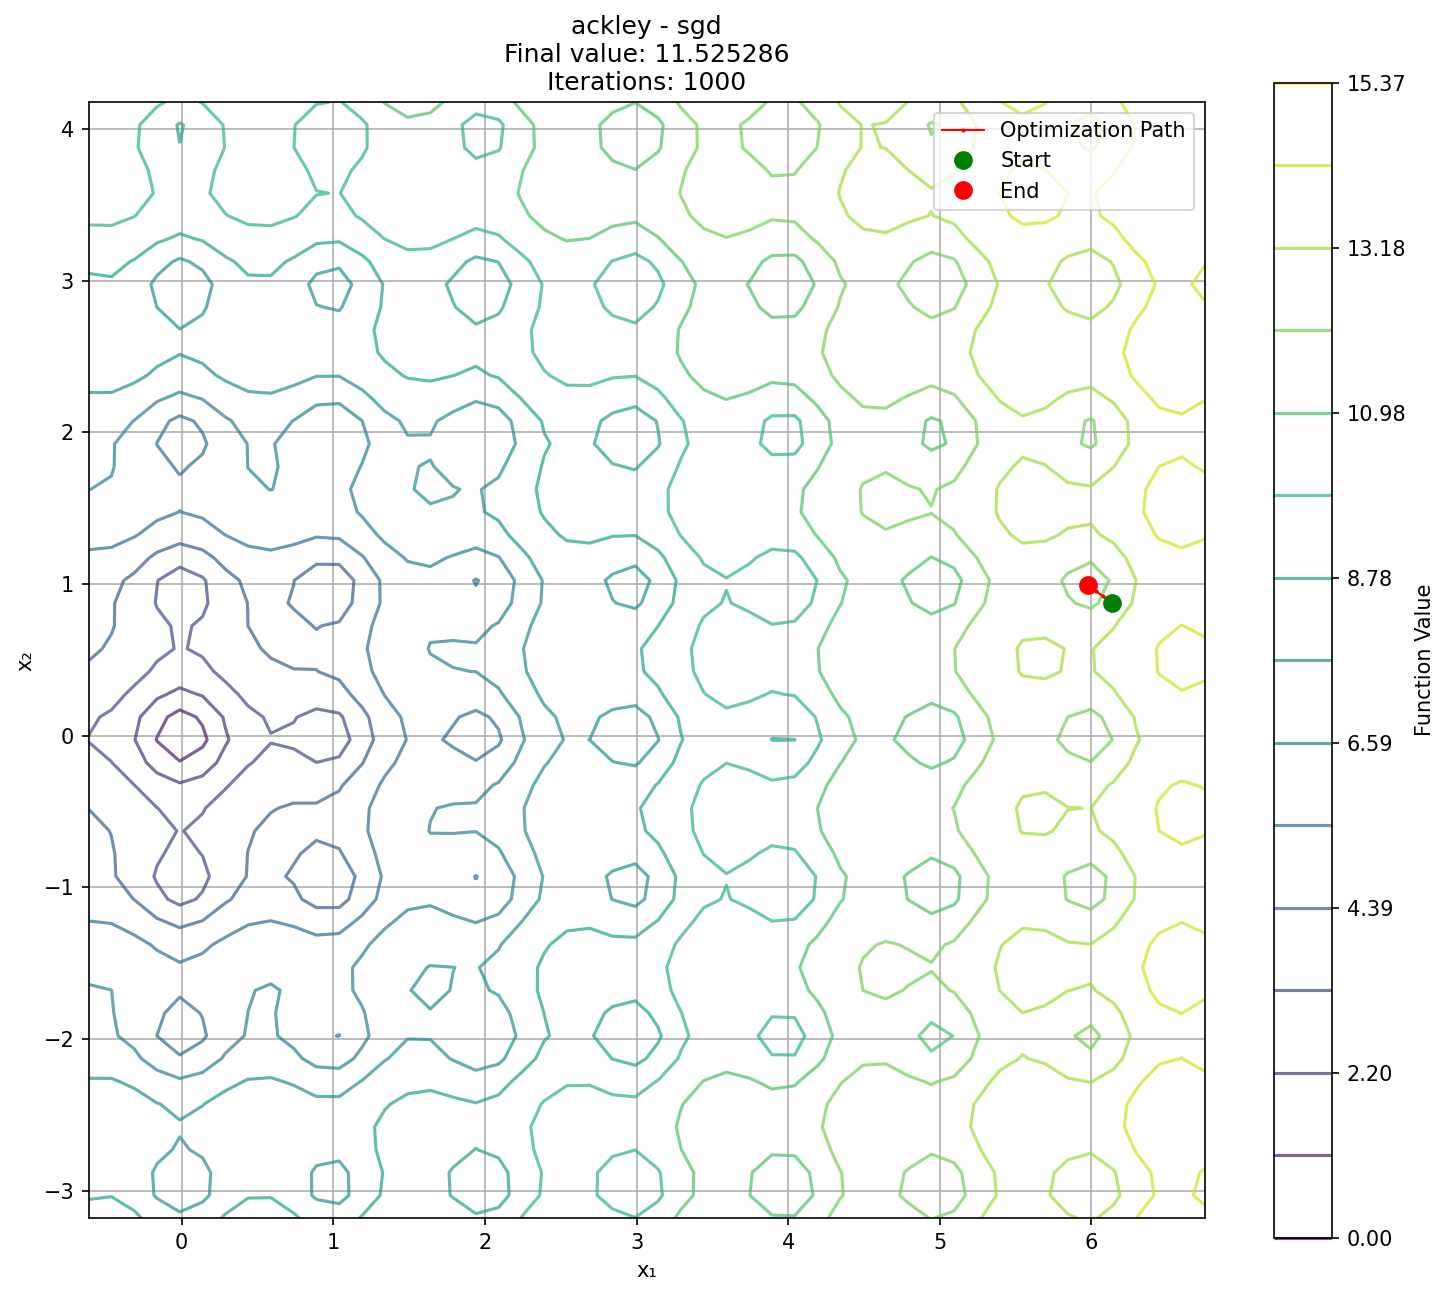 ackley - sgd
Final value: 11.525286
Iterations: 1000
Optimization Path
Start
End
4
3
2
1
0
−1
−2
−3
x₂
0
1
2
3
4
5
6
x₁
15.37
13.18
10.98
8.78
6.59
4.39
2.20
0.00
Function Value